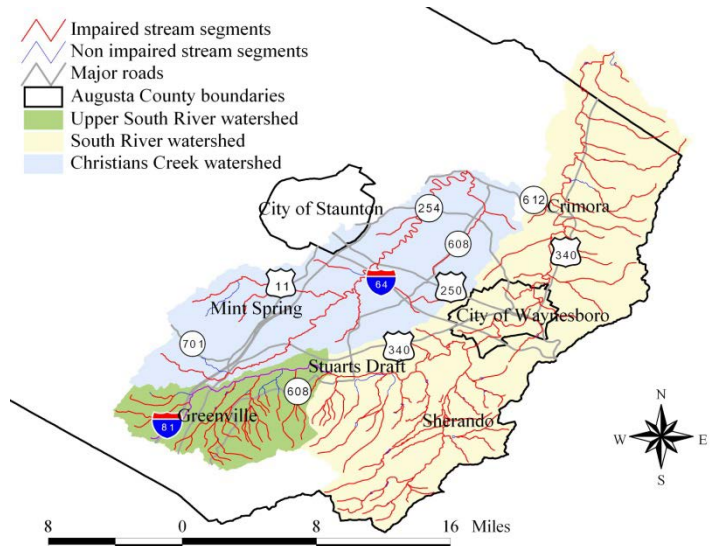 Impaired stream segments
Non impaired stream segments
Major roads
Augusta County boundaries
Upper South River watershed
South River watershed
Christians Creek watershed
City of Staunton
254
612
Crimora
608
340
11
64
250
Mint Spring
City of Waynesboro
701
340
Stuarts Draft
608
Greenville
Sherando
81
N
W E
S
8 0 8 16 Miles